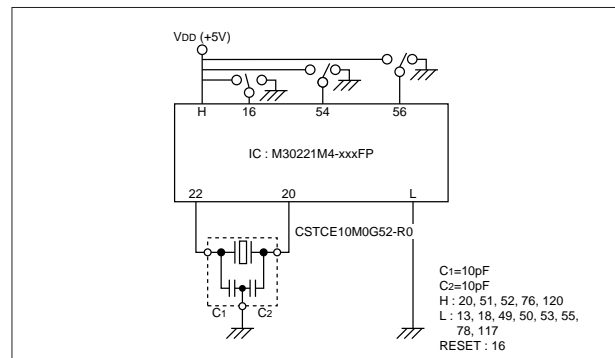 VDD (+5V)
H 16 54 56
IC : M30221M4-xxxFP
22 20 L
CSTCE10M0G52-R0
C1 C2
C1=10pF
C2=10pF
H : 20, 51, 52, 76, 120
L : 13, 18, 49, 50, 53, 55,
78, 117
RESET : 16